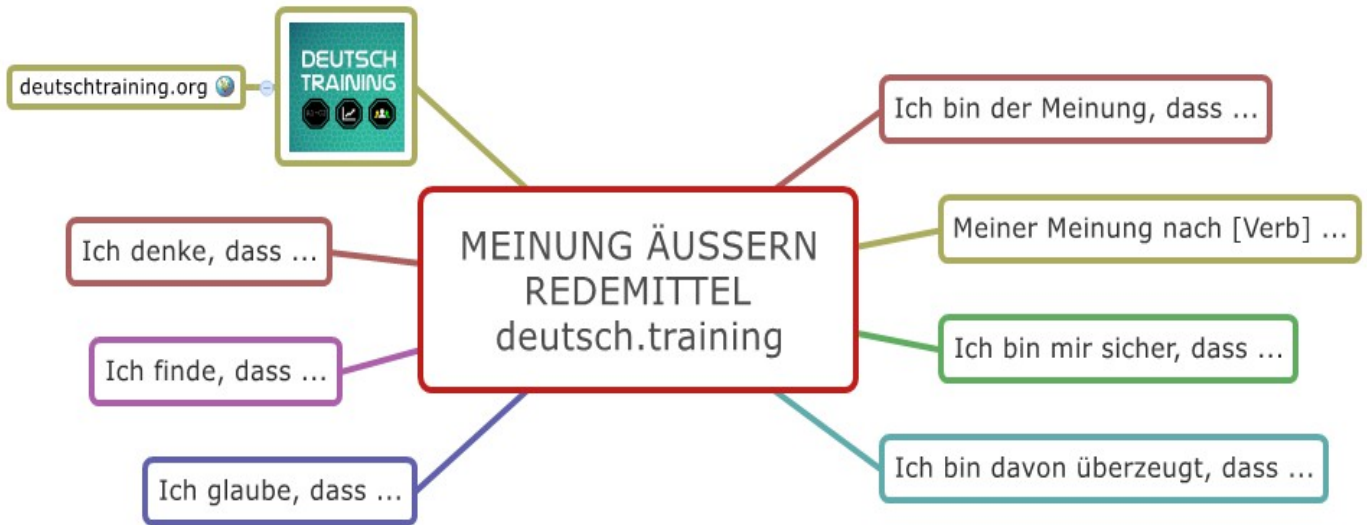 DEUTSCH
TRAINING
deutschtraining.org
Ich bin der Meinung, dass ...
Meiner Meinung nach [Verb] ...
MEINUNG ÄUSSERN
REDEMITTEL
deutsch.training
Ich denke, dass ...
Ich bin mir sicher, dass ...
Ich finde, dass ...
Ich bin davon überzeugt, dass ...
Ich glaube, dass ...